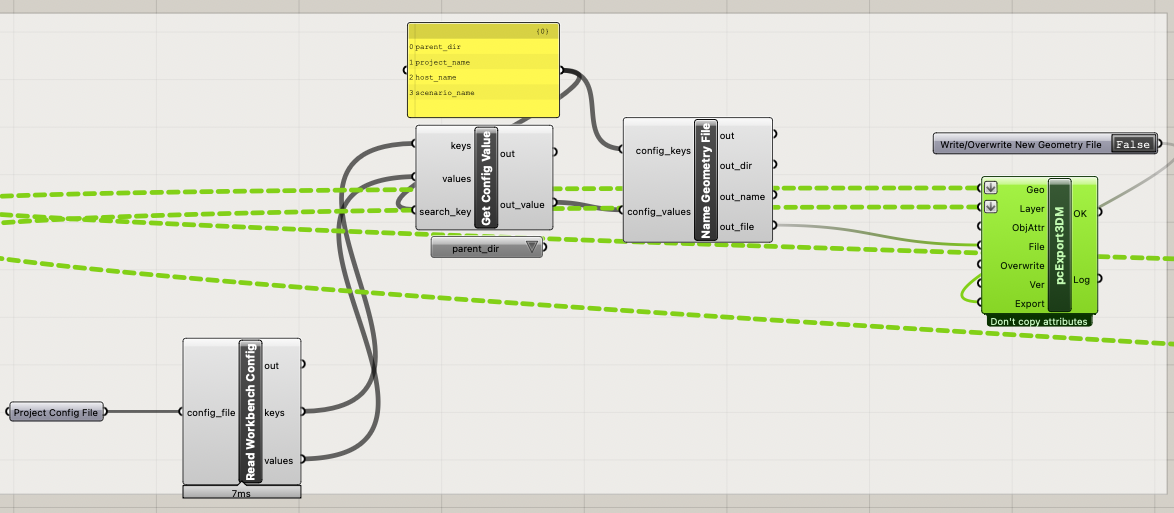 {0}
0 parent_dir
1 project_name
2 host_name
3 scenario_name
keys
values
search_key
Get Config Value
out
out_value
parent_dir
config_keys
config_values
Name Geometry File
out
out_dir
out_name
out_file
Write/Overwrite New Geometry File False
Geo
Layer
ObjAttr
File
Overwrite
Ver
Export
pcExport3DM
OK
Log
Don't copy attributes
Project Config File
config_file
Read Workbench Config
out
keys
values
7ms